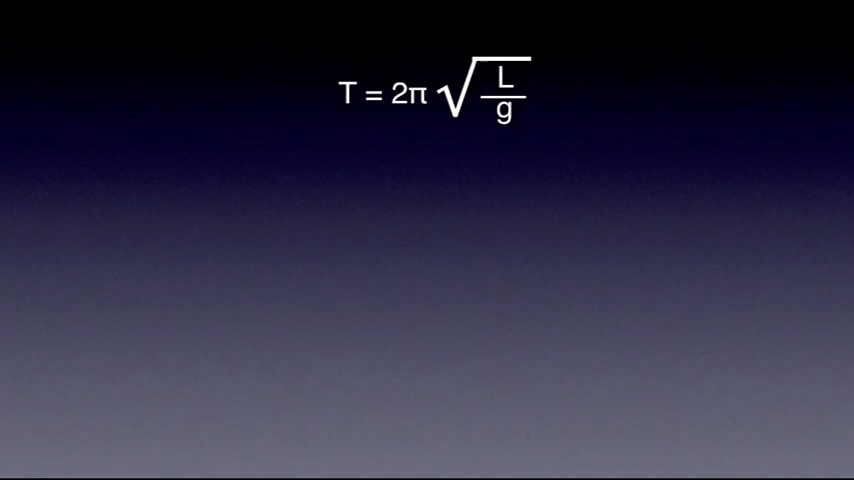 T = 2π √(L/g)